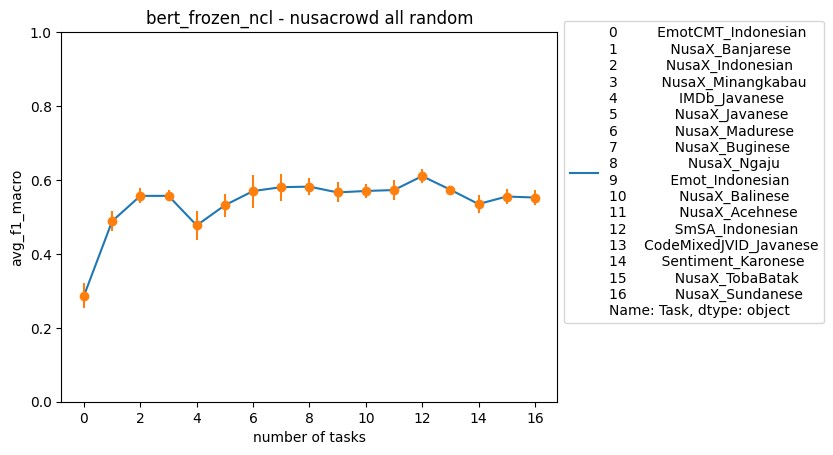 bert_frozen_ncl - nusacrowd all random
1.0
0.8
0.6
0.4
0.2
0.0
avg_f1_macro
0 2 4 6 8 10 12 14 16
number of tasks
0 EmotCMT_Indonesian
1 NusaX_Banjarese
2 NusaX_Indonesian
3 NusaX_Minangkabau
4 IMDb_Javanese
5 NusaX_Javanese
6 NusaX_Madurese
7 NusaX_Buginese
8 NusaX_Ngaju
9 Emot_Indonesian
10 NusaX_Balinese
11 NusaX_Acehnese
12 SmSA_Indonesian
13 CodeMixedJVID_Javanese
14 Sentiment_Karonese
15 NusaX_TobaBatak
16 NusaX_Sundanese
Name: Task, dtype: object